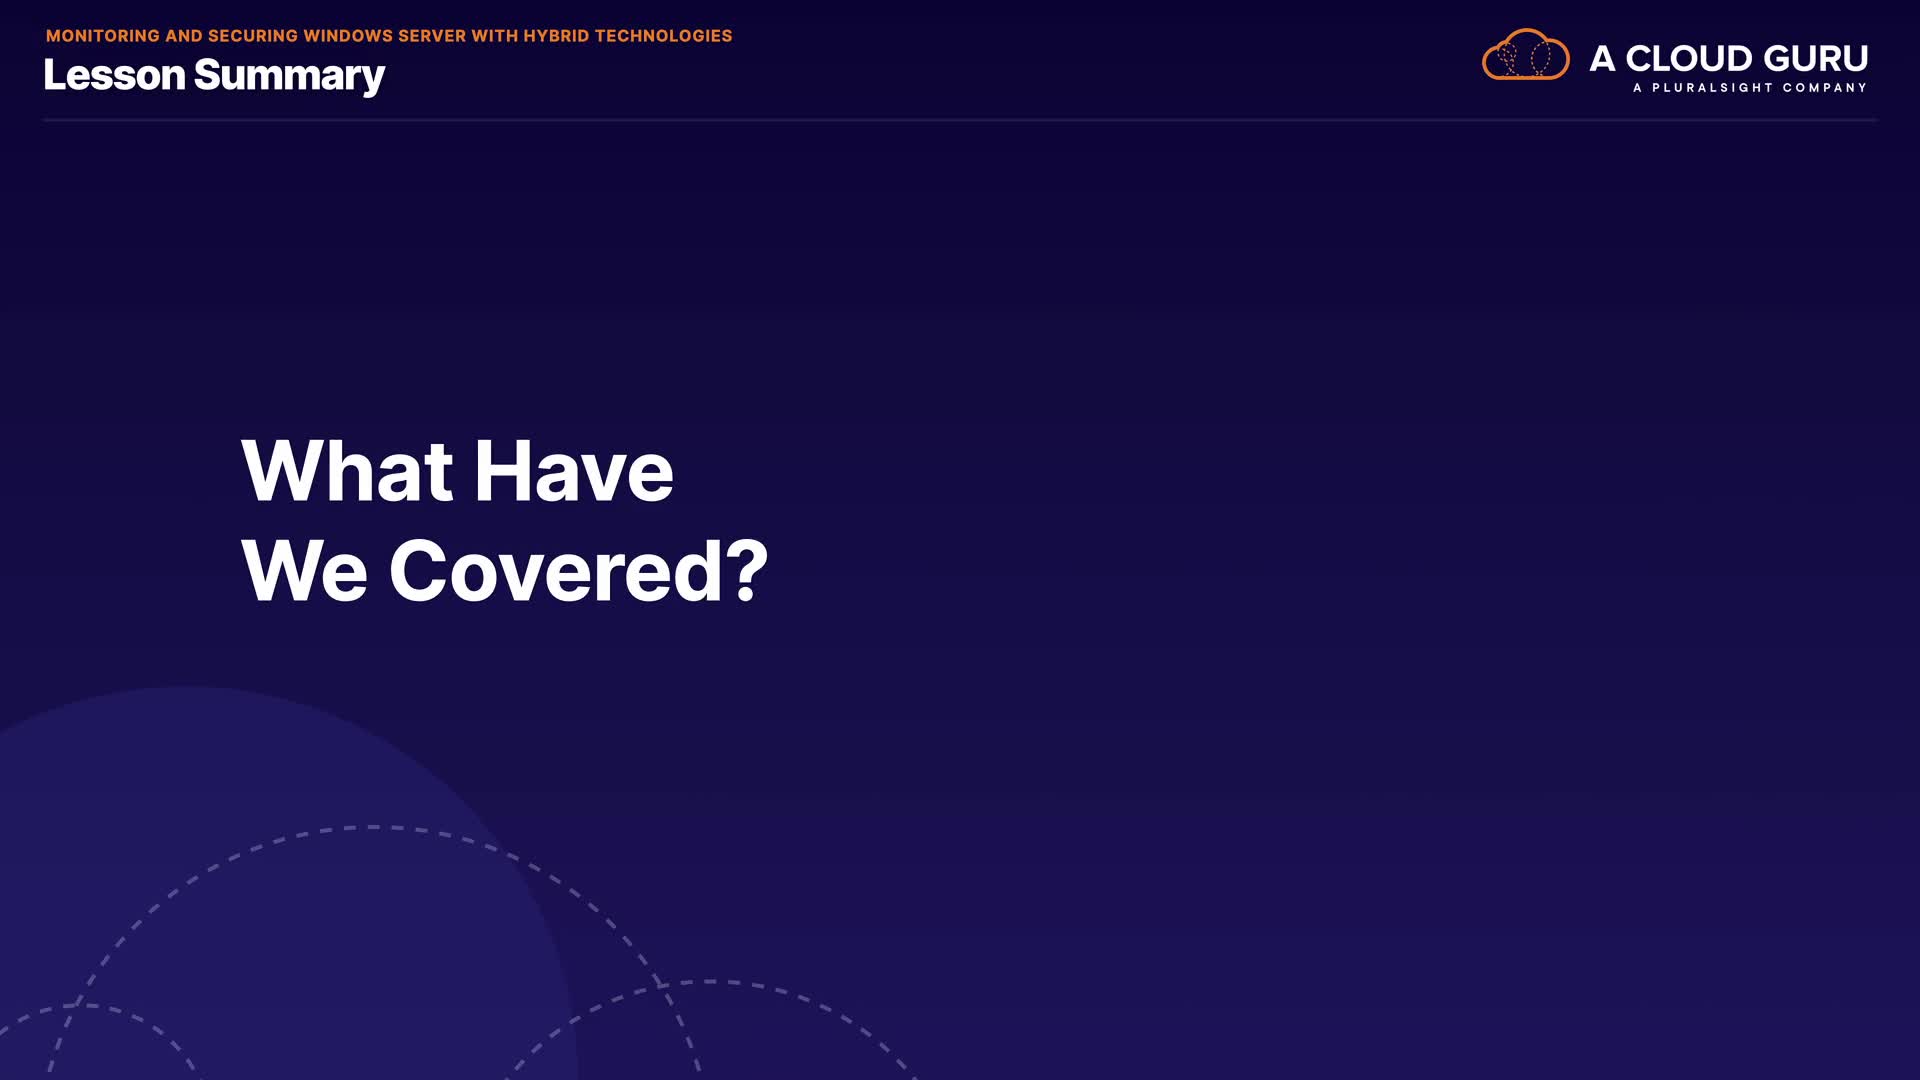 MONITORING AND SECURING WINDOWS SERVER WITH HYBRID TECHNOLOGIES
Lesson Summary
A CLOUD GURU
A PLURALSIGHT COMPANY
What Have
We Covered?